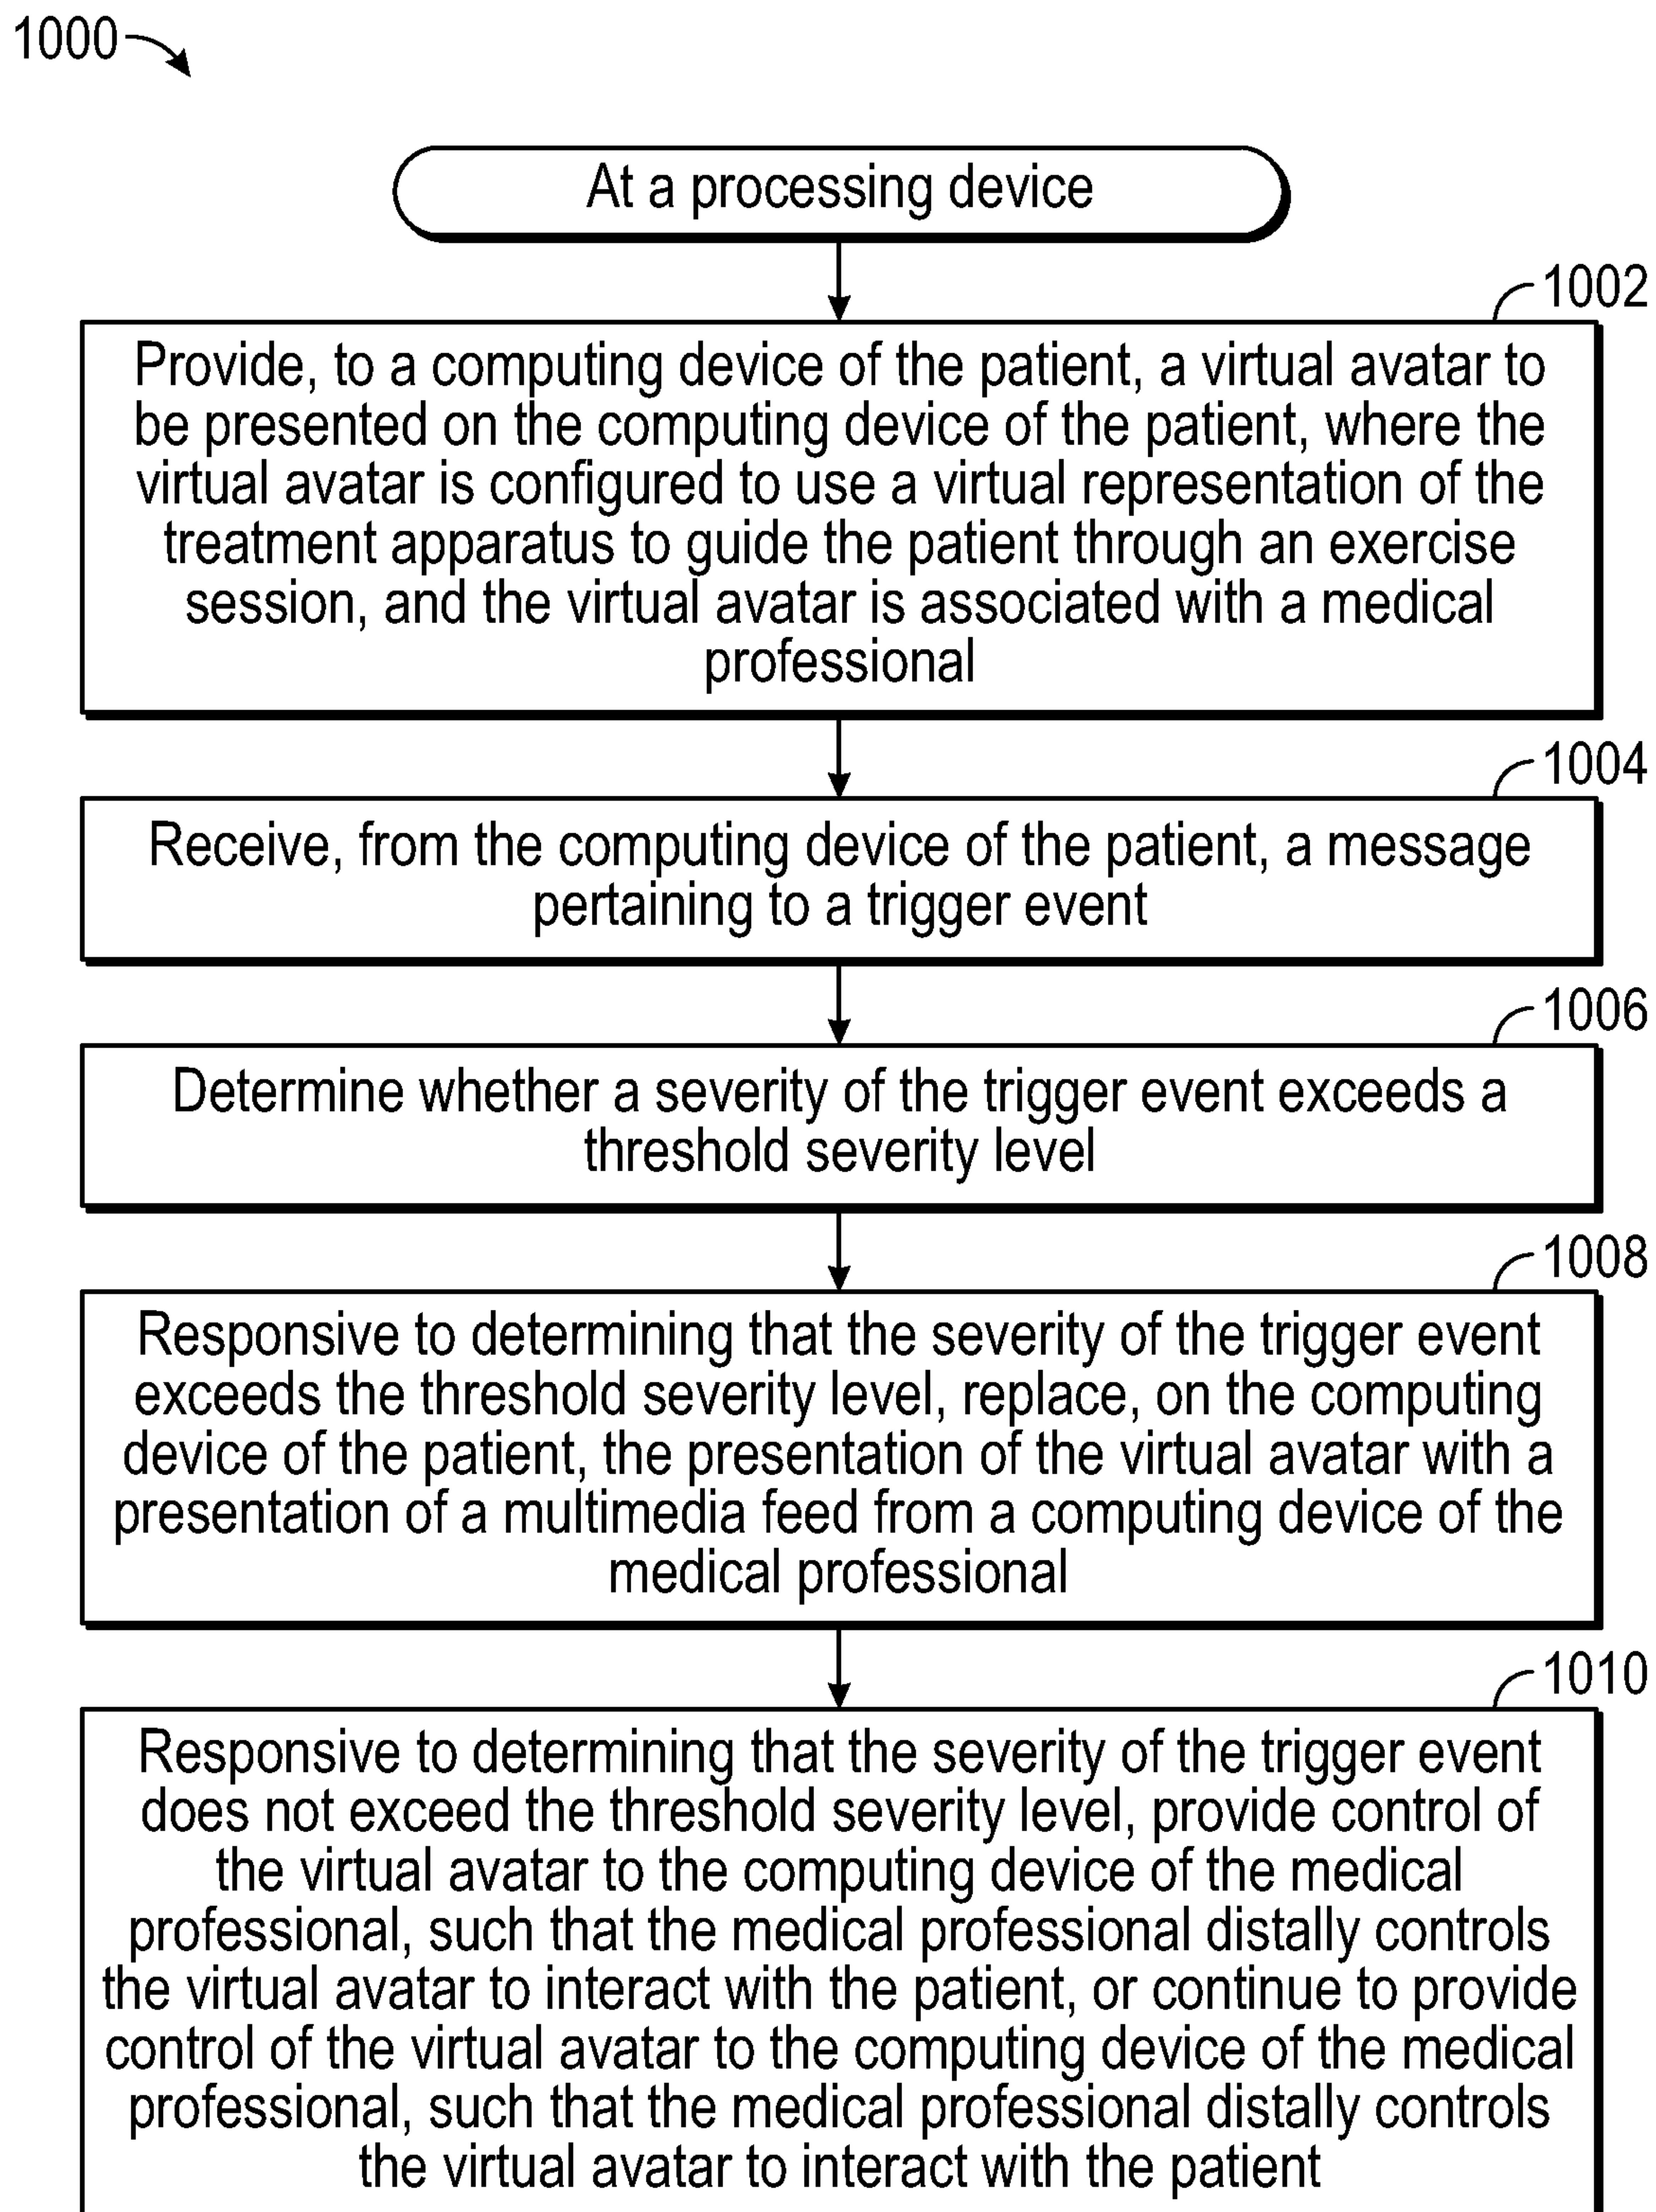 1000
At a processing device
1002
Provide, to a computing device of the patient, a virtual avatar to
be presented on the computing device of the patient, where the
virtual avatar is configured to use a virtual representation of the
treatment apparatus to guide the patient through an exercise
session, and the virtual avatar is associated with a medical
professional
1004
Receive, from the computing device of the patient, a message
pertaining to a trigger event
1006
Determine whether a severity of the trigger event exceeds a
threshold severity level
1008
Responsive to determining that the severity of the trigger event
exceeds the threshold severity level, replace, on the computing
device of the patient, the presentation of the virtual avatar with a
presentation of a multimedia feed from a computing device of the
medical professional
1010
Responsive to determining that the severity of the trigger event
does not exceed the threshold severity level, provide control of
the virtual avatar to the computing device of the medical
professional, such that the medical professional distally controls
the virtual avatar to interact with the patient, or continue to provide
control of the virtual avatar to the computing device of the medical
professional, such that the medical professional distally controls
the virtual avatar to interact with the patient